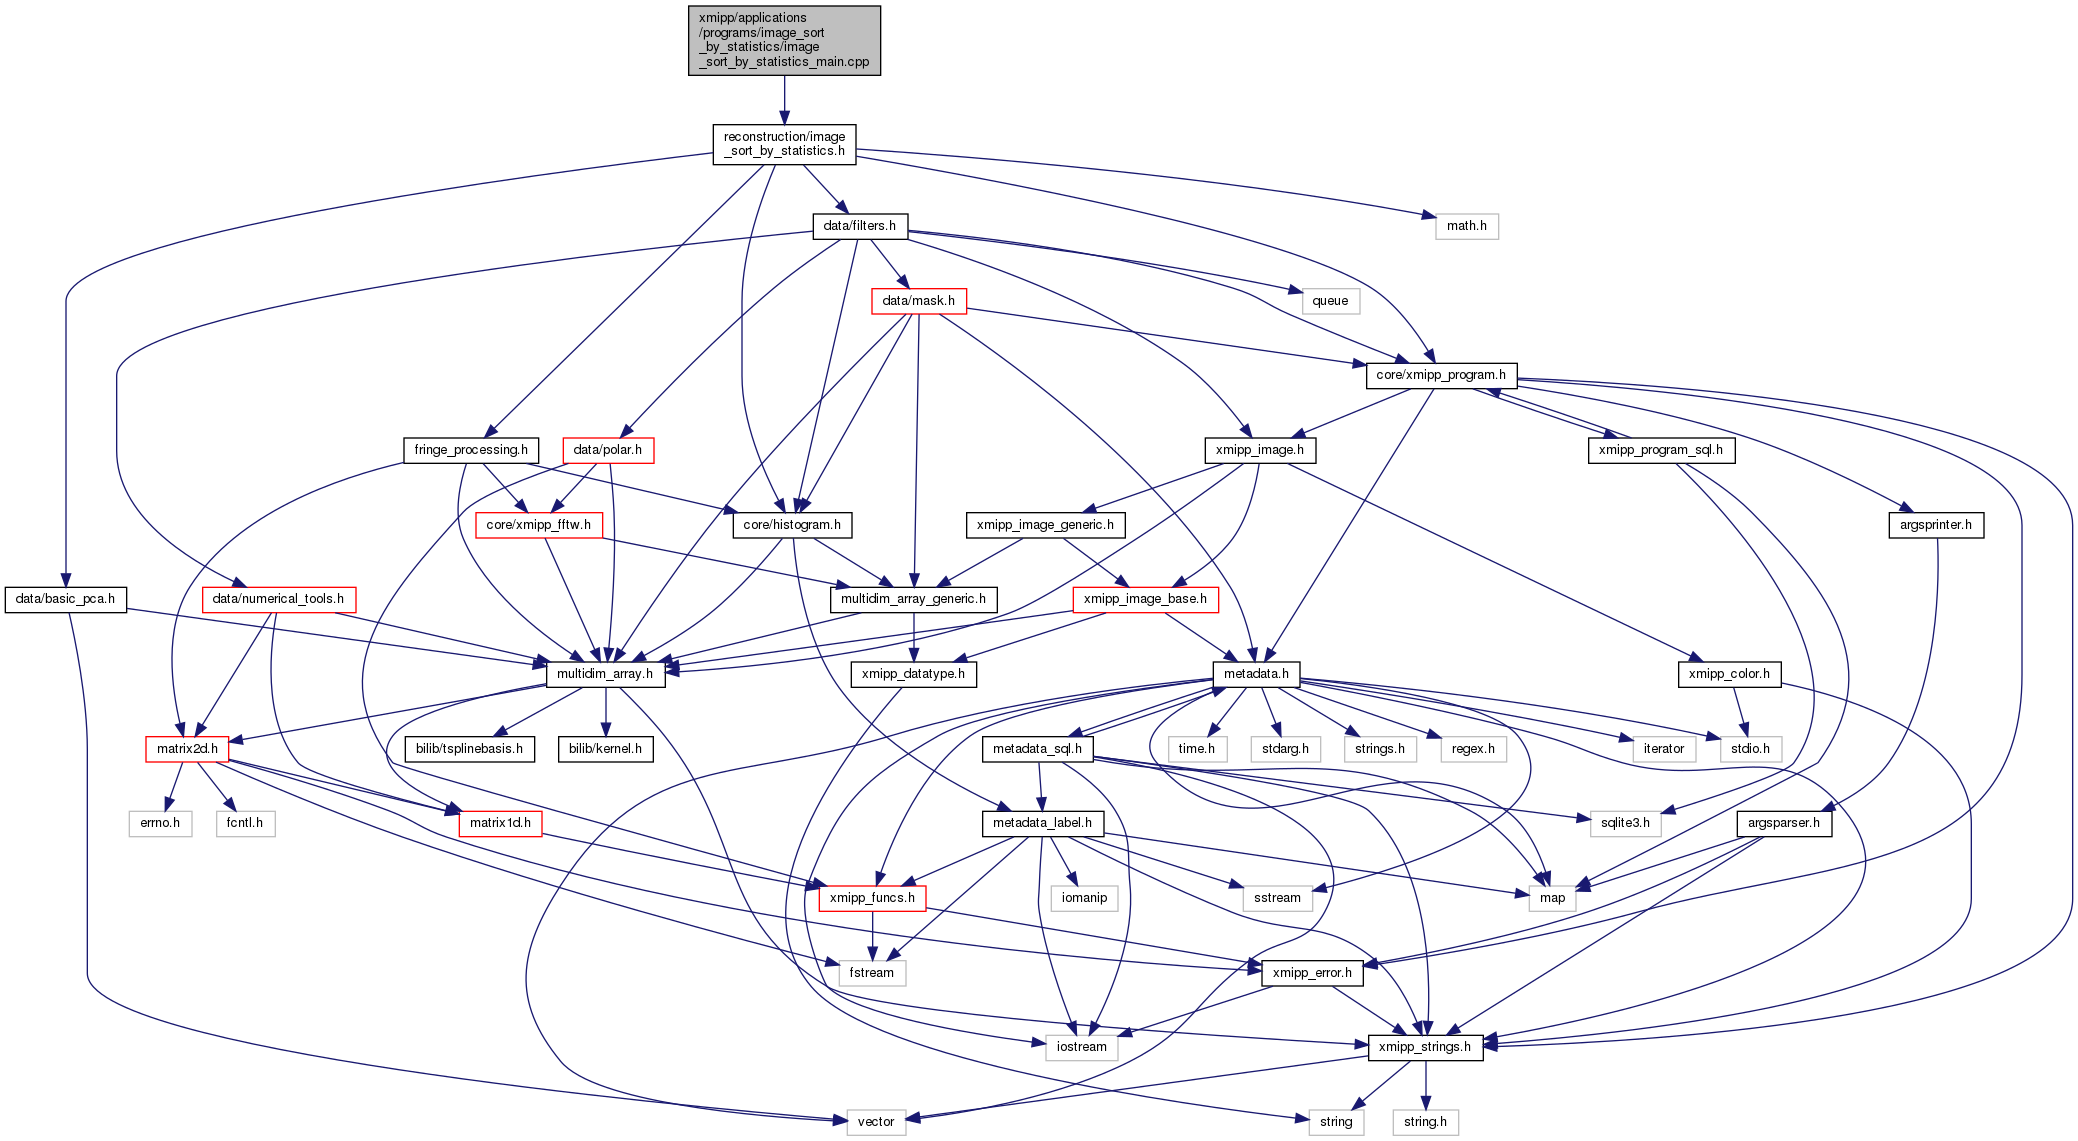 xmipp/applications
/programs/image_sort
_by_statistics/image
_sort_by_statistics_main.cpp
reconstruction/image
_sort_by_statistics.h
data/filters.h
math.h
data/mask.h
queue
core/xmipp_program.h
fringe_processing.h
data/polar.h
xmipp_image.h
xmipp_program_sql.h
core/xmipp_fftw.h
core/histogram.h
xmipp_image_generic.h
argsprinter.h
data/basic_pca.h
data/numerical_tools.h
multidim_array_generic.h
xmipp_image_base.h
multidim_array.h
xmipp_datatype.h
metadata.h
xmipp_color.h
matrix2d.h
bilib/tsplinebasis.h
bilib/kernel.h
metadata_sql.h
time.h
stdarg.h
strings.h
regex.h
iterator
stdio.h
errno.h
fcntl.h
matrix1d.h
metadata_label.h
sqlite3.h
argsparser.h
xmipp_funcs.h
iomanip
sstream
map
fstream
xmipp_error.h
iostream
xmipp_strings.h
vector
string
string.h